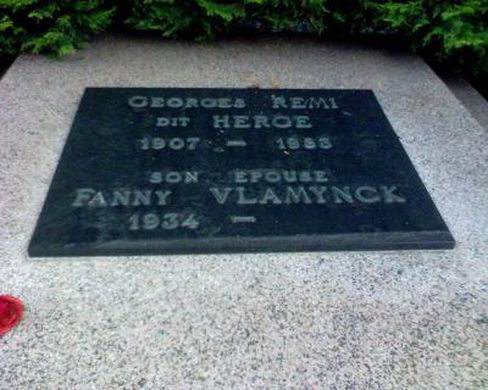 GEORGES REMI
DIT HERGE
1907 – 1983
SON EPOUSE
FANNY VLAMYNCK
1934 –